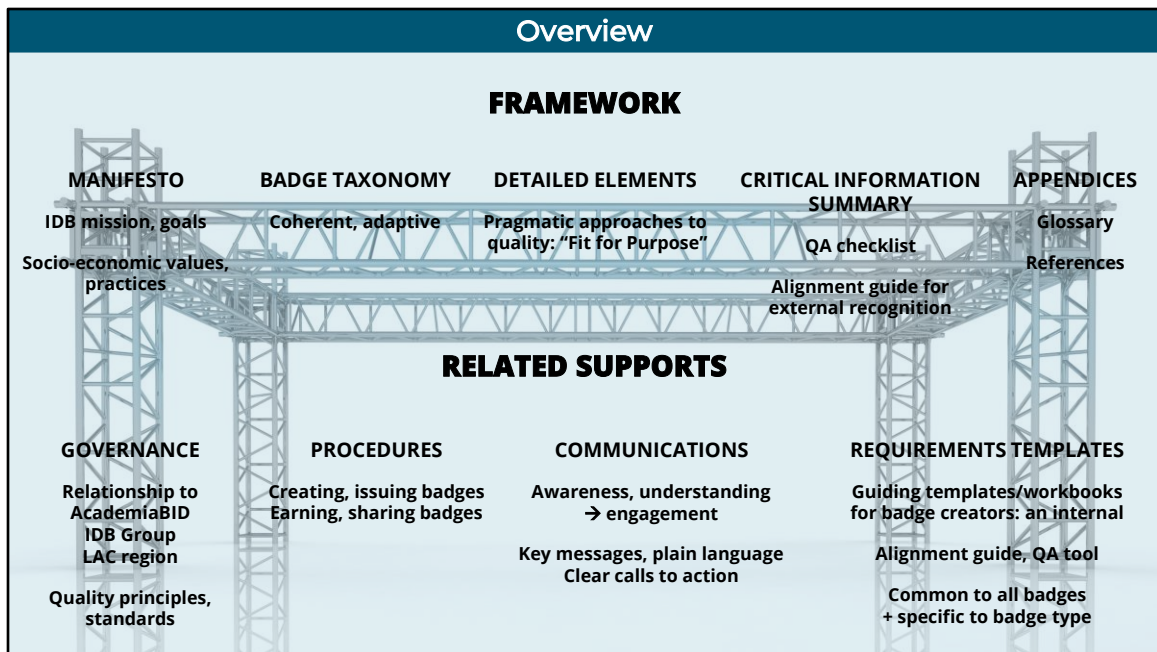 Overview
FRAMEWORK
MANIFESTO
IDB mission, goals
Socio-economic values,
practices
BADGE TAXONOMY
Coherent, adaptive
DETAILED ELEMENTS
Pragmatic approaches to
quality: “Fit for Purpose”
CRITICAL INFORMATION
SUMMARY
QA checklist
Alignment guide for
external recognition
APPENDICES
Glossary
References
RELATED SUPPORTS
GOVERNANCE
Relationship to
AcademiaBID
IDB Group
LAC region
Quality principles,
standards
PROCEDURES
Creating, issuing badges
Earning, sharing badges
COMMUNICATIONS
Awareness, understanding
→ engagement
Key messages, plain language
Clear calls to action
REQUIREMENTS TEMPLATES
Guiding templates/workbooks
for badge creators: an internal
Alignment guide, QA tool
Common to all badges
+ specific to badge type